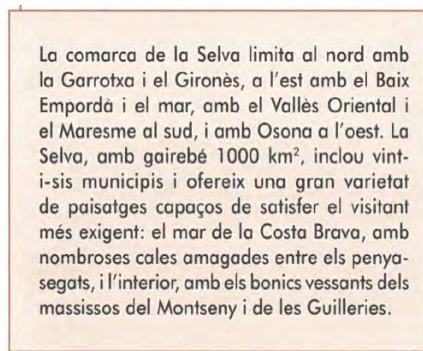 La comarca de la Selva limita al nord amb
la Garrotxa i el Gironès, a l'est amb el Baix
Empordà i el mar, amb el Vallès Oriental i
el Maresme al sud, i amb Osona a l'oest. La
Selva, amb gairebé 1000 km², inclou vint-
i-sis municipis i ofereix una gran varietat
de paisatges capaços de satisfer el visitant
més exigent: el mar de la Costa Brava, amb
nombroses cales amagades entre els penya-
segats, i l'interior, amb els bonics vessants dels
massissos del Montseny i de les Guilleries.